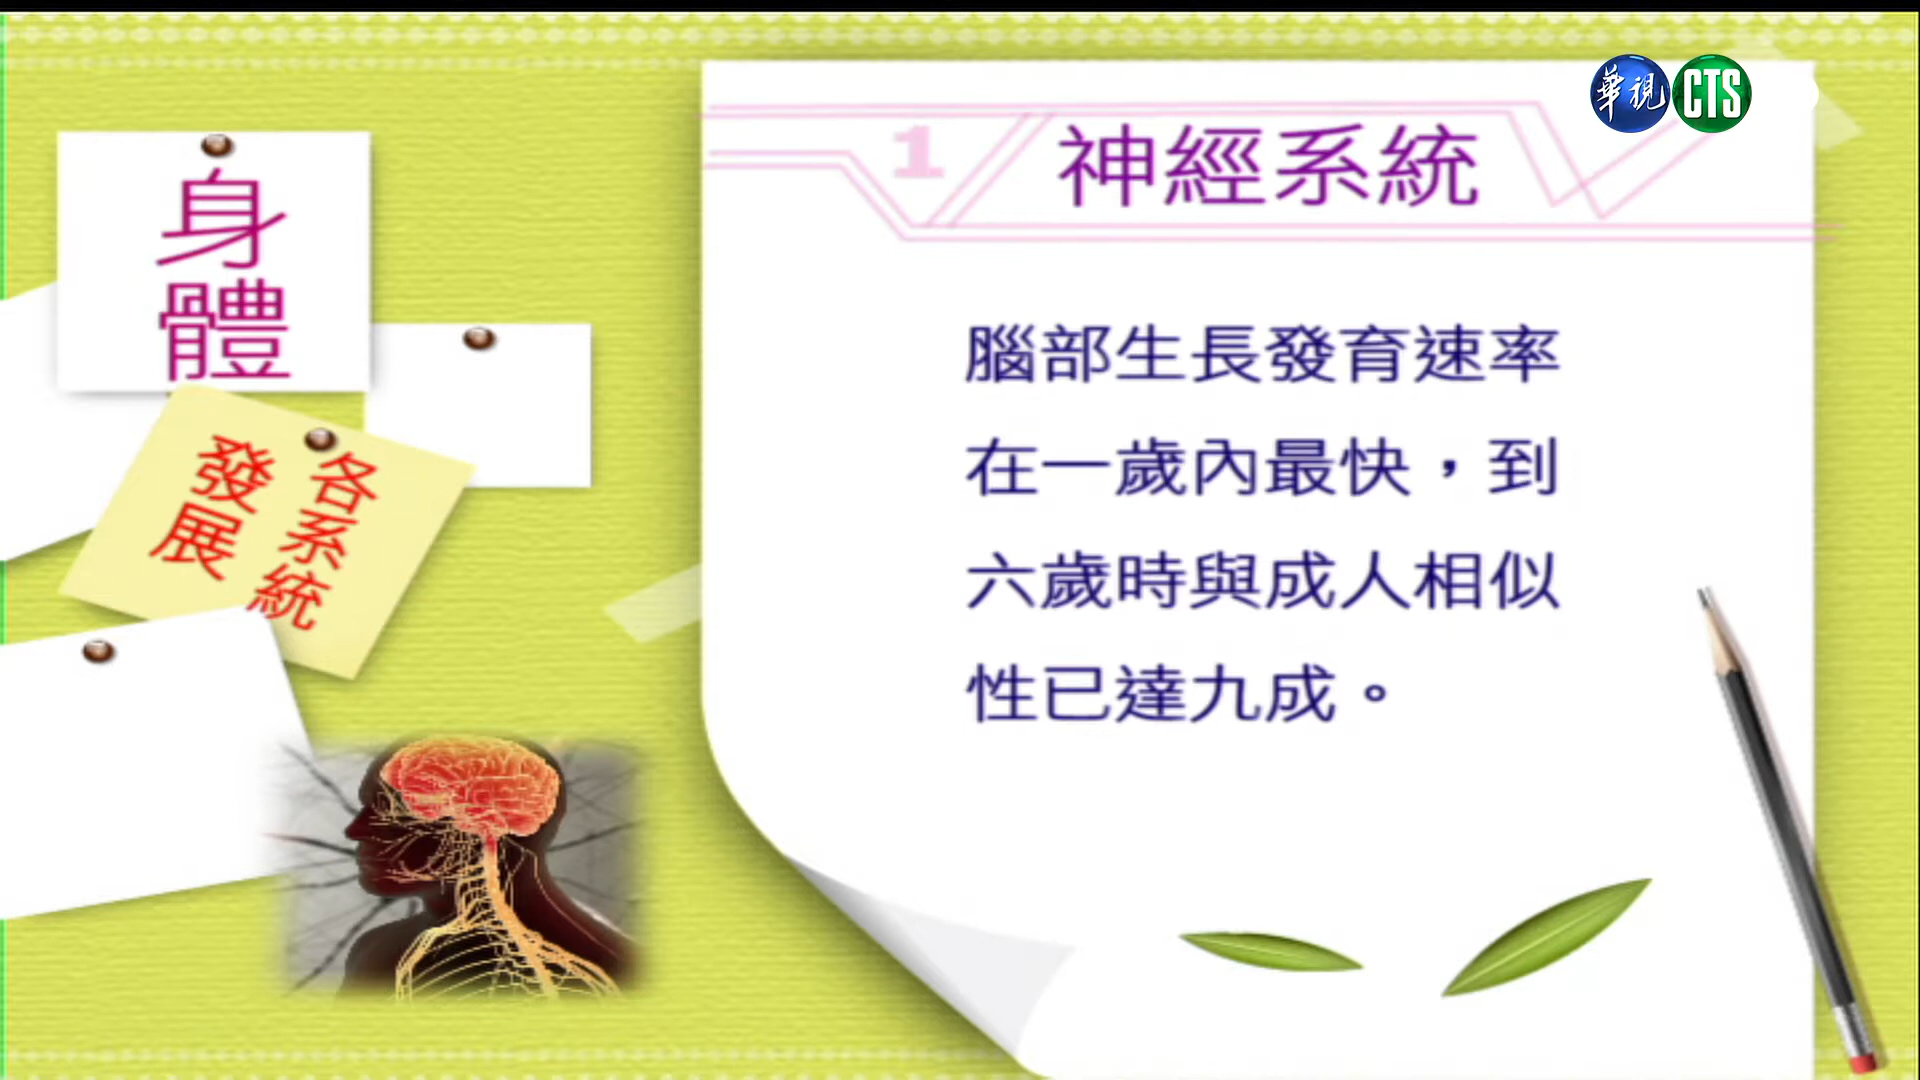 華視 CTS
身體
各系統
發展
1 神經系統
腦部生長發育速率
在一歲內最快，到
六歲時與成人相似
性已達九成。